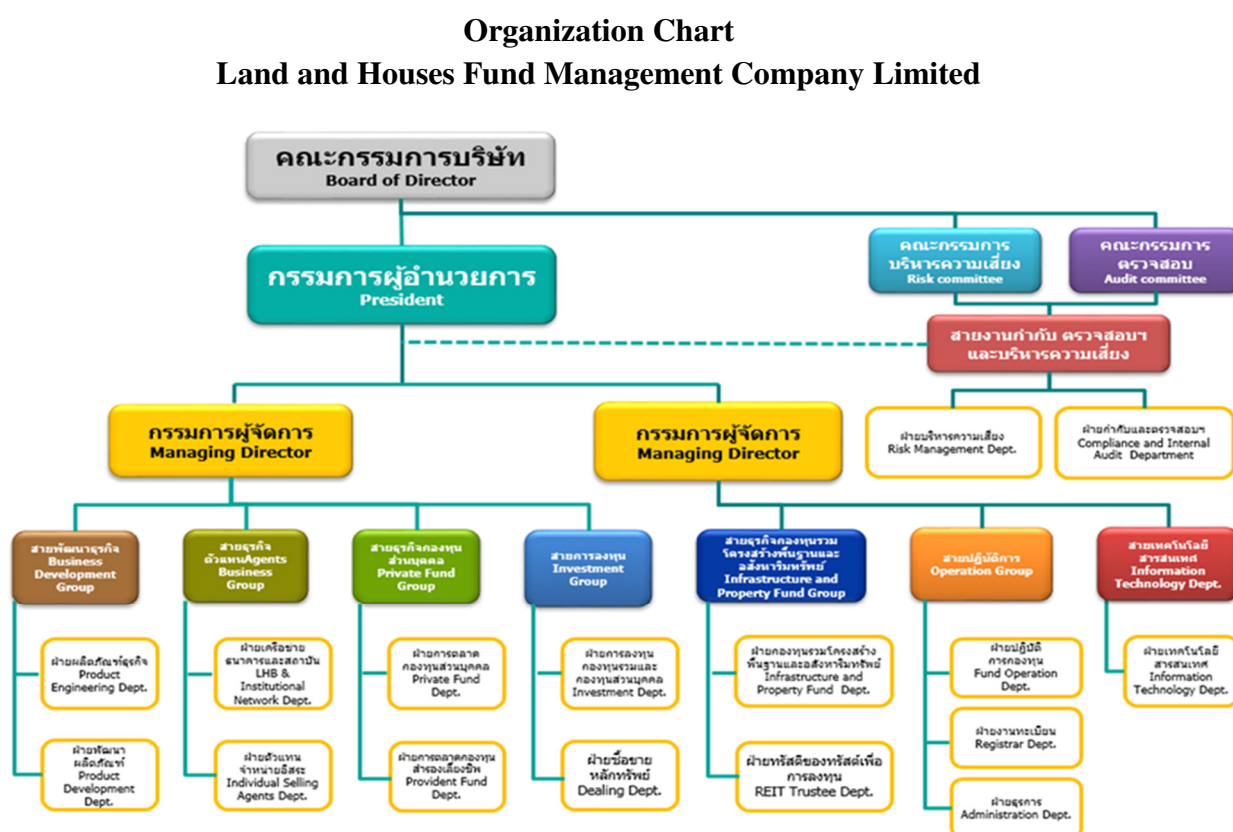 Organization Chart
Land and Houses Fund Management Company Limited
คณะกรรมการบริษัท
Board of Director
กรรมการผู้อำนวยการ
President
คณะกรรมการ
บริหารความเสี่ยง
Risk committee
คณะกรรมการ
ตรวจสอบ
Audit committee
สายงานกำกับ ตรวจสอบฯ
และบริหารความเสี่ยง
กรรมการผู้จัดการ
Managing Director
กรรมการผู้จัดการ
Managing Director
ฝ่ายบริหารความเสี่ยง
Risk Management Dept.
ฝ่ายกำกับและตรวจสอบฯ
Compliance and Internal
Audit Department
สายพัฒนาธุรกิจ
Business
Development
Group
สายธุรกิจ
ตัวแทนAgents
Business
Group
สายธุรกิจกองทุน
ส่วนบุคคล
Private Fund
Group
สายการลงทุน
Investment
Group
สายธุรกิจกองทุนรวม
โครงสร้างพื้นฐานและ
อสังหาริมทรัพย์
Infrastructure and
Property Fund Group
สายปฏิบัติการ
Operation Group
สายเทคโนโลยี
สารสนเทศ
Information
Technology Dept.
ฝ่ายผลิตภัณฑ์ธุรกิจ
Product
Engineering Dept.
ฝ่ายเครือข่าย
ธนาคารและสถาบัน
LHB &
Institutional
Network Dept.
ฝ่ายการตลาด
กองทุนส่วนบุคคล
Private Fund
Dept.
ฝ่ายการลงทุน
กองทุนรวมและ
กองทุนส่วนบุคคล
Investment Dept.
ฝ่ายกองทุนรวมโครงสร้าง
พื้นฐานและอสังหาริมทรัพย์
Infrastructure and
Property Fund Dept.
ฝ่ายปฏิบัติ
การกองทุน
Fund Operation
Dept.
ฝ่ายเทคโนโลยี
สารสนเทศ
Information
Technology Dept.
ฝ่ายพัฒนา
ผลิตภัณฑ์
Product
Development
Dept.
ฝ่ายตัวแทน
จำหน่ายอิสระ
Individual Selling
Agents Dept.
ฝ่ายการตลาดกองทุน
สำรองเลี้ยงชีพ
Provident Fund
Dept.
ฝ่ายซื้อขาย
หลักทรัพย์
Dealing Dept.
ฝ่ายทรัสตีของทรัสต์เพื่อ
การลงทุน
REIT Trustee Dept.
ฝ่ายงานทะเบียน
Registrar Dept.
ฝ่ายธุรการ
Administration Dept.